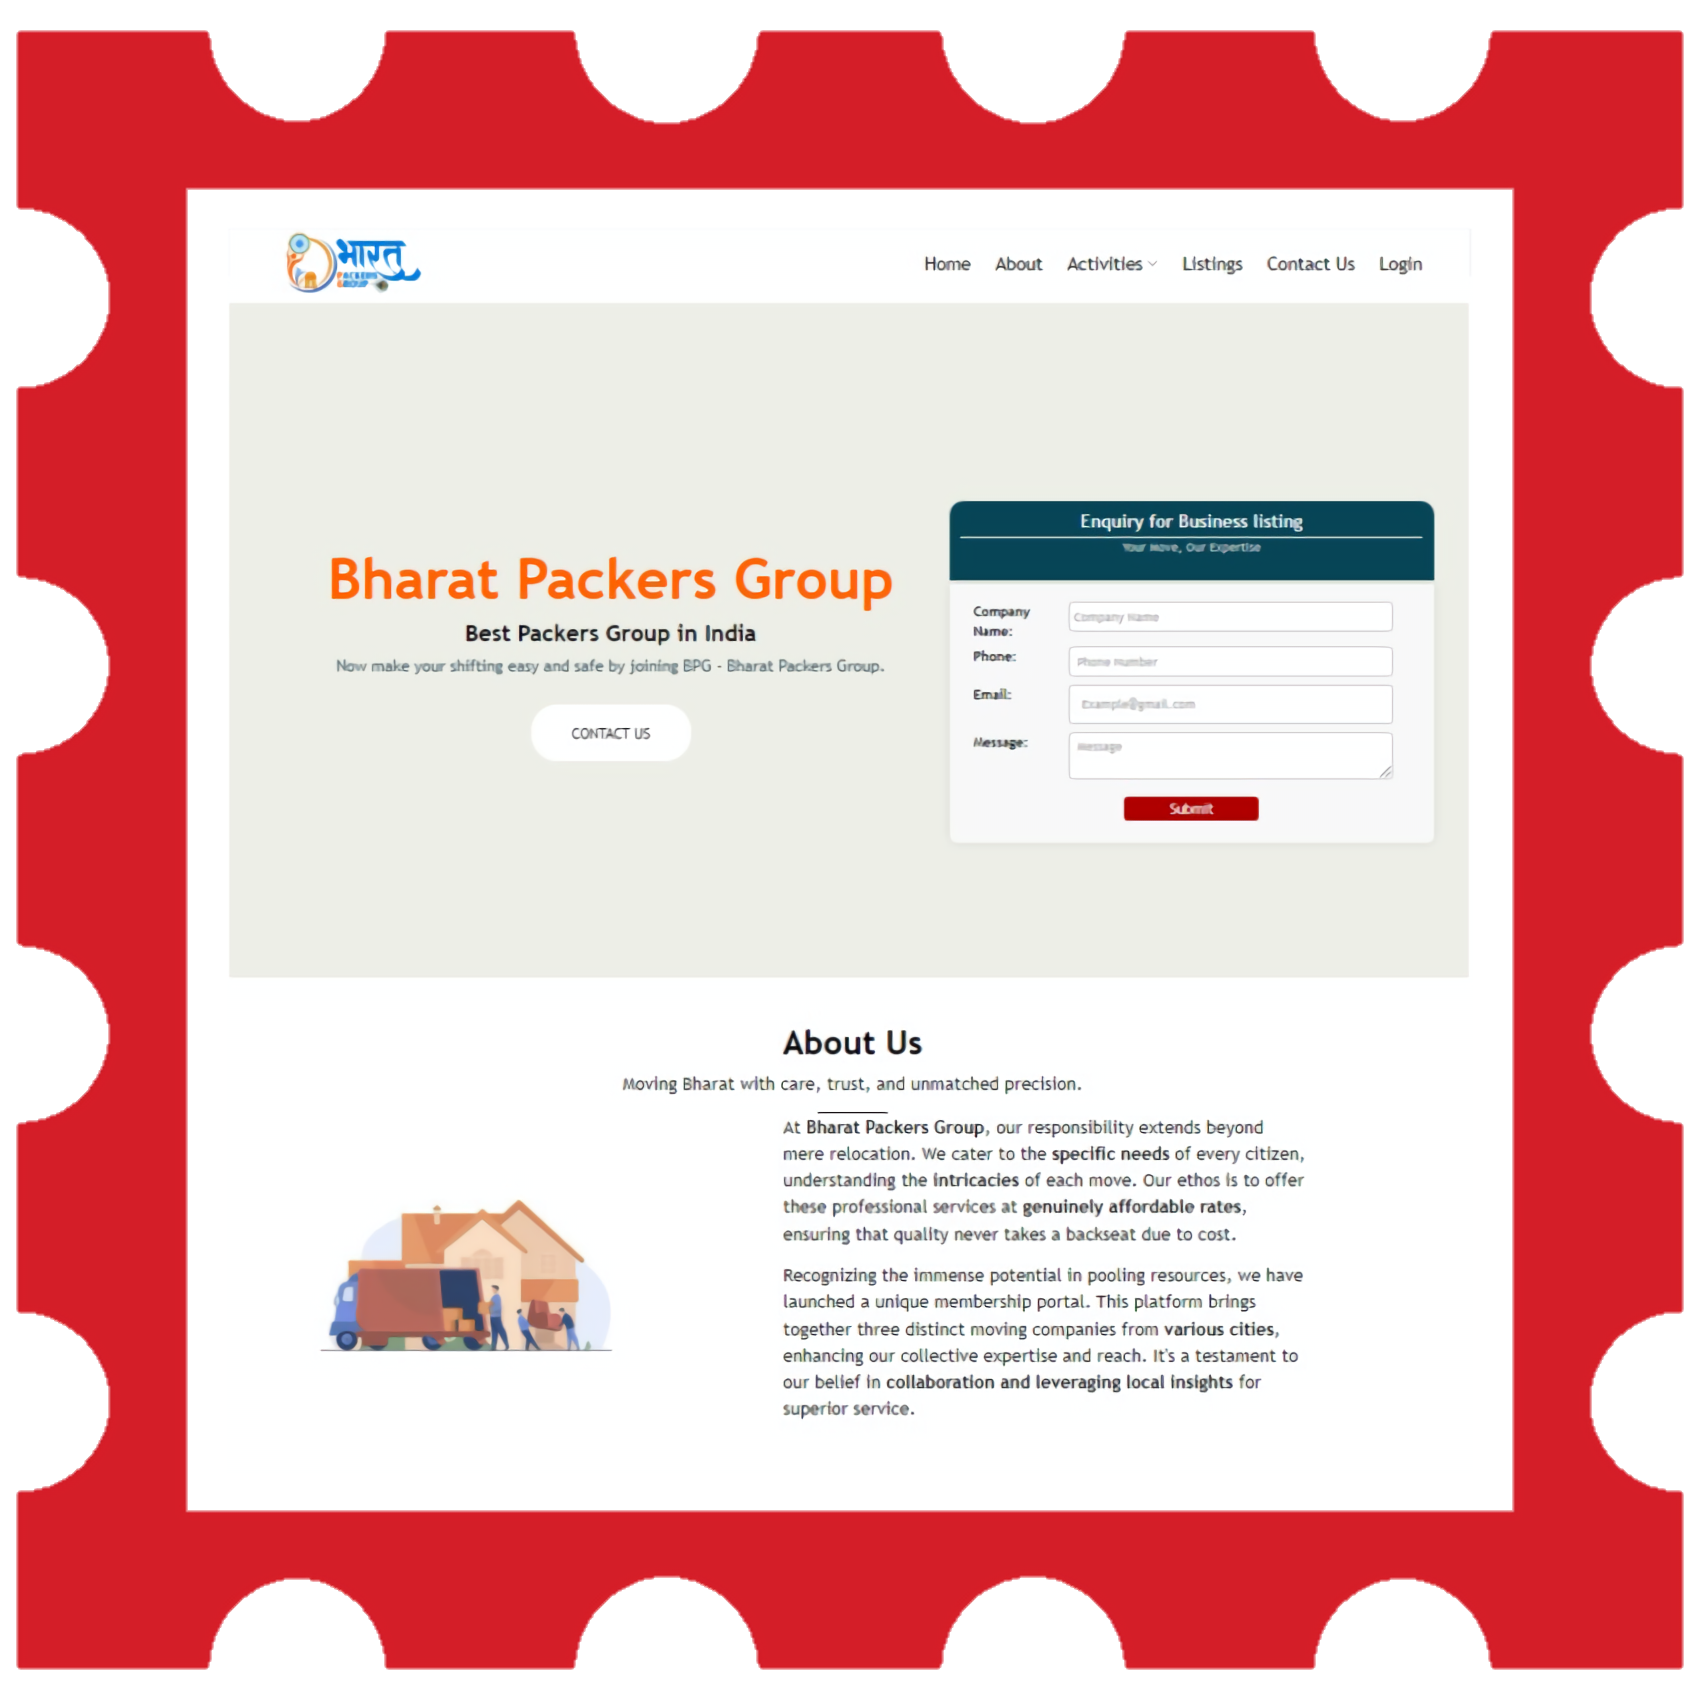 भारत
PACKERS
GROUP
Home About Activities Listings Contact Us Login
Bharat Packers Group
Best Packers Group in India
Now make your shifting easy and safe by joining BPG - Bharat Packers Group.
CONTACT US
Enquiry for Business listing
Your Move, Our Expertise
Company Name:
Company Name
Phone:
Phone Number
Email:
Example@gmail.com
Message:
Message
Submit
About Us
Moving Bharat with care, trust, and unmatched precision.
At Bharat Packers Group, our responsibility extends beyond
mere relocation. We cater to the specific needs of every citizen,
understanding the intricacies of each move. Our ethos is to offer
these professional services at genuinely affordable rates,
ensuring that quality never takes a backseat due to cost.
Recognizing the immense potential in pooling resources, we have
launched a unique membership portal. This platform brings
together three distinct moving companies from various cities,
enhancing our collective expertise and reach. It's a testament to
our belief in collaboration and leveraging local insights for
superior service.